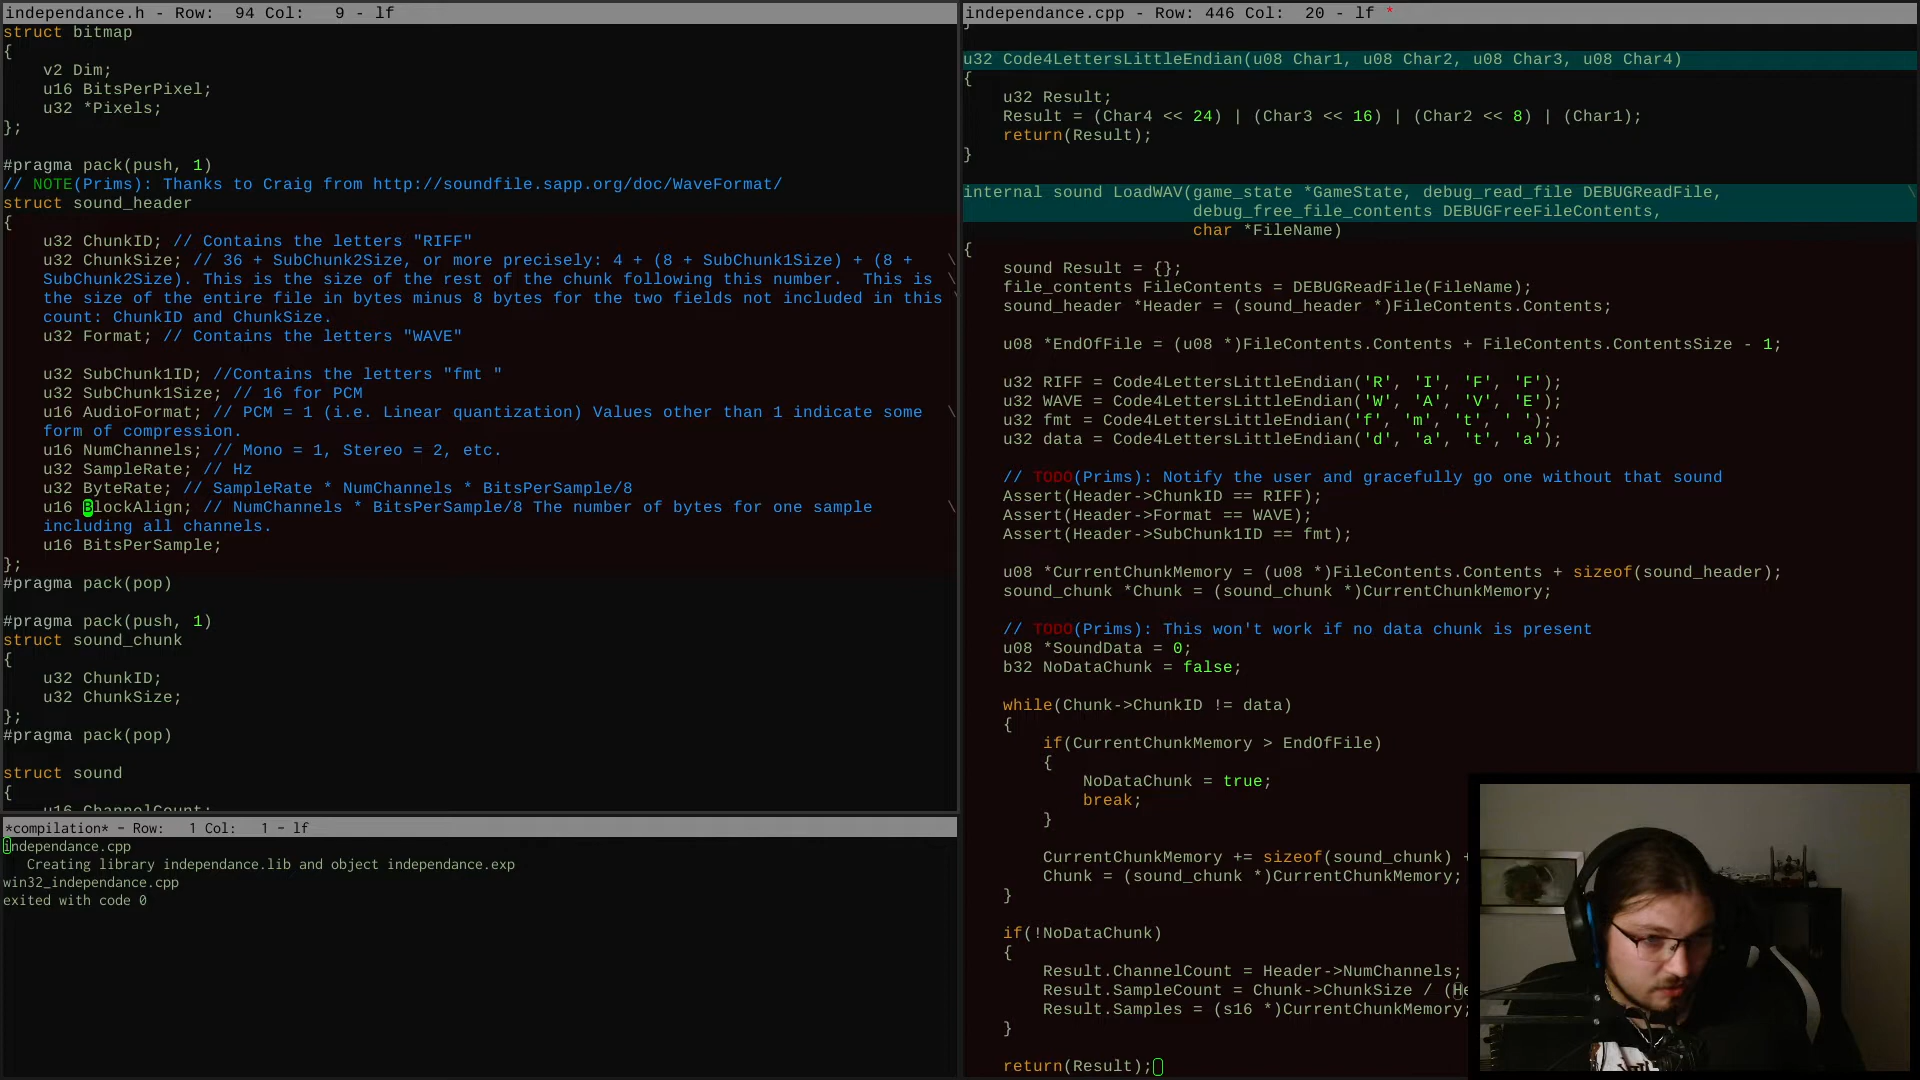 independance.h - Row:  94 Col:   9 - lf
struct bitmap
{
    v2 Dim;
    u16 BitsPerPixel;
    u32 *Pixels;
};
#pragma pack(push, 1)
// NOTE(Prims): Thanks to Craig from http://soundfile.sapp.org/doc/WaveFormat/
struct sound_header
{
    u32 ChunkID; // Contains the letters "RIFF"
    u32 ChunkSize; // 36 + SubChunk2Size, or more precisely: 4 + (8 + SubChunk1Size) + (8 + \
    SubChunk2Size). This is the size of the rest of the chunk following this number.  This is \
    the size of the entire file in bytes minus 8 bytes for the two fields not included in this \
    count: ChunkID and ChunkSize.
    u32 Format; // Contains the letters "WAVE"
    u32 SubChunk1ID; //Contains the letters "fmt "
    u32 SubChunk1Size; // 16 for PCM
    u16 AudioFormat; // PCM = 1 (i.e. Linear quantization) Values other than 1 indicate some \
    form of compression.
    u16 NumChannels; // Mono = 1, Stereo = 2, etc.
    u32 SampleRate; // Hz
    u32 ByteRate; // SampleRate * NumChannels * BitsPerSample/8
    u16 BlockAlign; // NumChannels * BitsPerSample/8 The number of bytes for one sample \
    including all channels.
    u16 BitsPerSample;
};
#pragma pack(pop)
#pragma pack(push, 1)
struct sound_chunk
{
    u32 ChunkID;
    u32 ChunkSize;
};
#pragma pack(pop)
struct sound
{
    u16 ChannelCount;
*compilation* - Row:   1 Col:   1 - lf
independance.cpp
   Creating library independance.lib and object independance.exp
win32_independance.cpp
exited with code 0
independance.cpp - Row: 446 Col:  20 - lf *
}
u32 Code4LettersLittleEndian(u08 Char1, u08 Char2, u08 Char3, u08 Char4)
{
    u32 Result;
    Result = (Char4 << 24) | (Char3 << 16) | (Char2 << 8) | (Char1);
    return(Result);
}
internal sound LoadWAV(game_state *GameState, debug_read_file DEBUGReadFile, \
                       debug_free_file_contents DEBUGFreeFileContents,
                       char *FileName)
{
    sound Result = {};
    file_contents FileContents = DEBUGReadFile(FileName);
    sound_header *Header = (sound_header *)FileContents.Contents;
    u08 *EndOfFile = (u08 *)FileContents.Contents + FileContents.ContentsSize - 1;
    u32 RIFF = Code4LettersLittleEndian('R', 'I', 'F', 'F');
    u32 WAVE = Code4LettersLittleEndian('W', 'A', 'V', 'E');
    u32 fmt = Code4LettersLittleEndian('f', 'm', 't', ' ');
    u32 data = Code4LettersLittleEndian('d', 'a', 't', 'a');
    // TODO(Prims): Notify the user and gracefully go one without that sound
    Assert(Header->ChunkID == RIFF);
    Assert(Header->Format == WAVE);
    Assert(Header->SubChunk1ID == fmt);
    u08 *CurrentChunkMemory = (u08 *)FileContents.Contents + sizeof(sound_header);
    sound_chunk *Chunk = (sound_chunk *)CurrentChunkMemory;
    // TODO(Prims): This won't work if no data chunk is present
    u08 *SoundData = 0;
    b32 NoDataChunk = false;
    while(Chunk->ChunkID != data)
    {
        if(CurrentChunkMemory > EndOfFile)
        {
            NoDataChunk = true;
            break;
        }
        CurrentChunkMemory += sizeof(sound_chunk) +
        Chunk = (sound_chunk *)CurrentChunkMemory;
    }
    if(!NoDataChunk)
    {
        Result.ChannelCount = Header->NumChannels;
        Result.SampleCount = Chunk->ChunkSize / (He
        Result.Samples = (s16 *)CurrentChunkMemory;
    }
    return(Result);